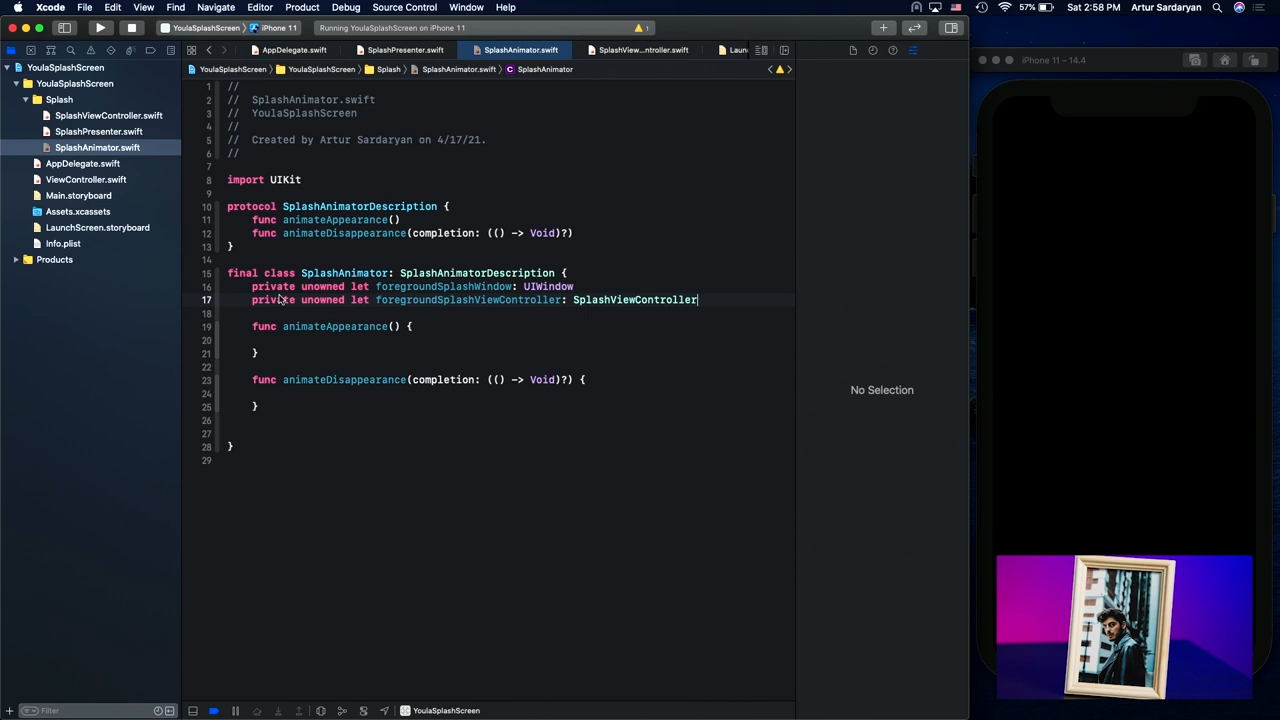 Xcode File Edit View Find Navigate Editor Product Debug Source Control Window Help 57% Sat 2:58 PM Artur Sardaryan
YoulaSplashScreen iPhone 11 Running YoulaSplashScreen on iPhone 11 1
AppDelegate.swift SplashPresenter.swift SplashAnimator.swift SplashView...ntroller.swift Laun
YoulaSplashScreen YoulaSplashScreen Splash SplashAnimator.swift C SplashAnimator
iPhone 11 – 14.4
YoulaSplashScreen
YoulaSplashScreen
Splash
SplashViewController.swift
SplashPresenter.swift
SplashAnimator.swift
AppDelegate.swift
ViewController.swift
Main.storyboard
Assets.xcassets
LaunchScreen.storyboard
Info.plist
Products
1 //
2 //  SplashAnimator.swift
3 //  YoulaSplashScreen
4 //
5 //  Created by Artur Sardaryan on 4/17/21.
6 //
7
8 import UIKit
9
10 protocol SplashAnimatorDescription {
11     func animateAppearance()
12     func animateDisappearance(completion: (() -> Void)?)
13 }
14
15 final class SplashAnimator: SplashAnimatorDescription {
16     private unowned let foregroundSplashWindow: UIWindow
17     private unowned let foregroundSplashViewController: SplashViewController
18
19     func animateAppearance() {
20
21     }
22
23     func animateDisappearance(completion: (() -> Void)?) {
24
25     }
26
27
28 }
29
No Selection
Filter
YoulaSplashScreen